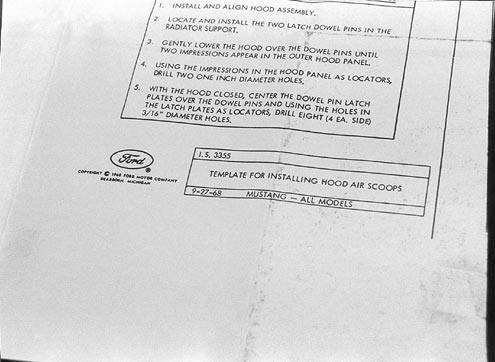 1. INSTALL AND ALIGN HOOD ASSEMBLY.
2. LOCATE AND INSTALL THE TWO LATCH DOWEL PINS IN THE
RADIATOR SUPPORT.
3. GENTLY LOWER THE HOOD OVER THE DOWEL PINS UNTIL
TWO IMPRESSIONS APPEAR IN THE OUTER HOOD PANEL.
4. USING THE IMPRESSIONS IN THE HOOD PANEL AS LOCATORS,
DRILL TWO ONE INCH DIAMETER HOLES.
5. WITH THE HOOD CLOSED, CENTER THE DOWEL PIN LATCH
PLATES OVER THE DOWEL PINS AND USING THE HOLES IN
THE LATCH PLATES AS LOCATORS, DRILL EIGHT (4 EA. SIDE)
3/16" DIAMETER HOLES.
Ford®
COPYRIGHT © 1968 FORD MOTOR COMPANY
DEARBORN MICHIGAN
I.S. 3355
TEMPLATE FOR INSTALLING HOOD AIR SCOOPS
9-27-68 MUSTANG — ALL MODELS